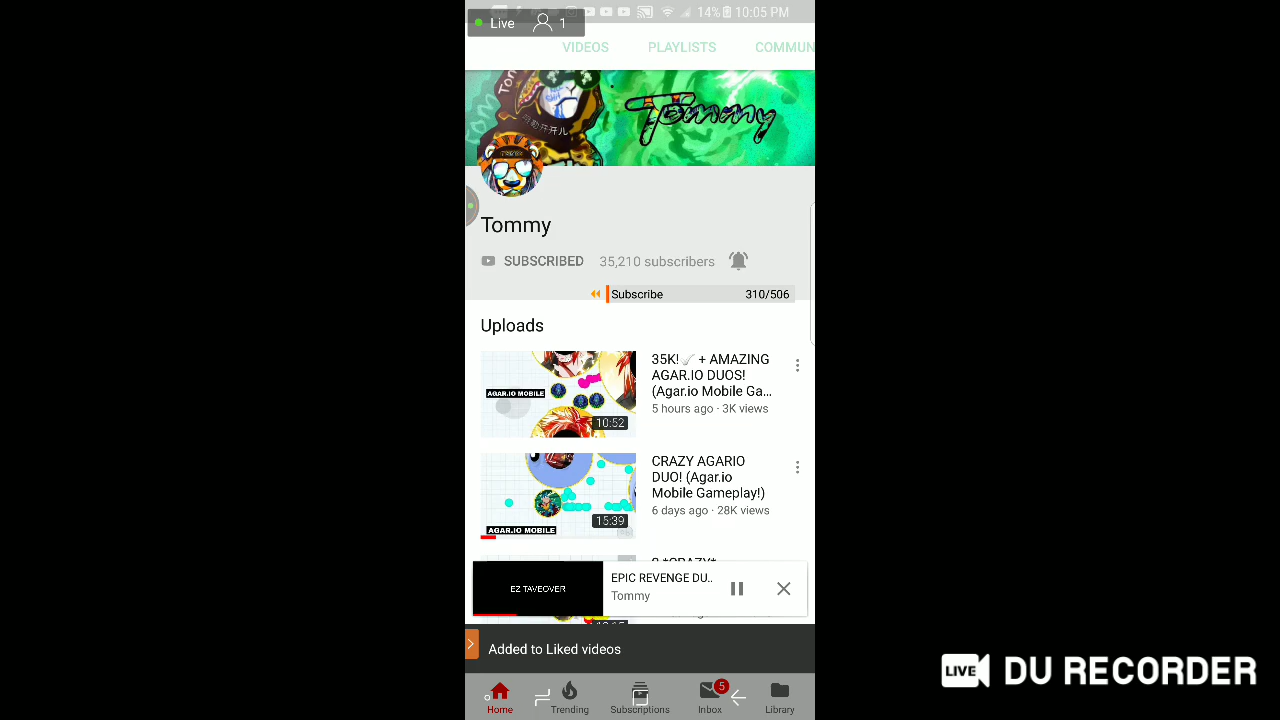 Live 1
14% 10:05 PM
VIDEOS PLAYLISTS COMMUN
Tommy
Tommy
SUBSCRIBED 35,210 subscribers
Subscribe 310/506
Uploads
35K! + AMAZING
AGAR.IO DUOS!
(Agar.io Mobile Ga...
5 hours ago · 3K views
AGAR.IO MOBILE
10:52
CRAZY AGARIO
DUO! (Agar.io
Mobile Gameplay!)
6 days ago · 28K views
15:39
AGAR.IO MOBILE
EZ TAVEOVER
EPIC REVENGE DU..
Tommy
Added to Liked videos
5
Home Trending Subscriptions Inbox Library
LIVE DU RECORDER